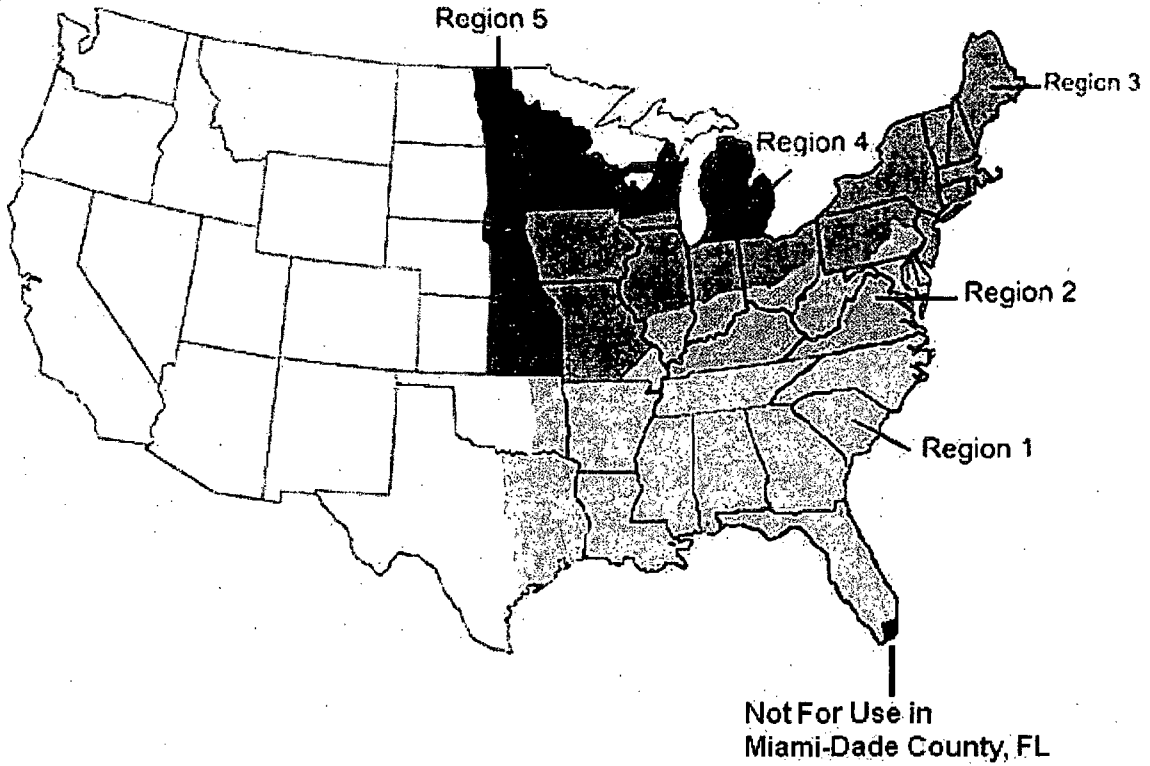 Region 5
Region 3
Region 4
Region 2
Region 1
Not For Use in
Miami-Dade County, FL